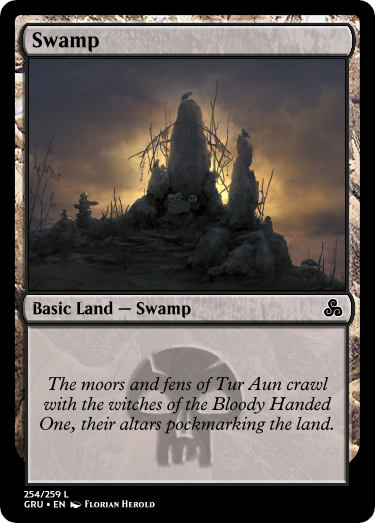 Swamp
Basic Land — Swamp
The moors and fens of Tur Aun crawl
with the witches of the Bloody Handed
One, their altars pockmarking the land.
254/259 L
GRU • EN Florian Herold